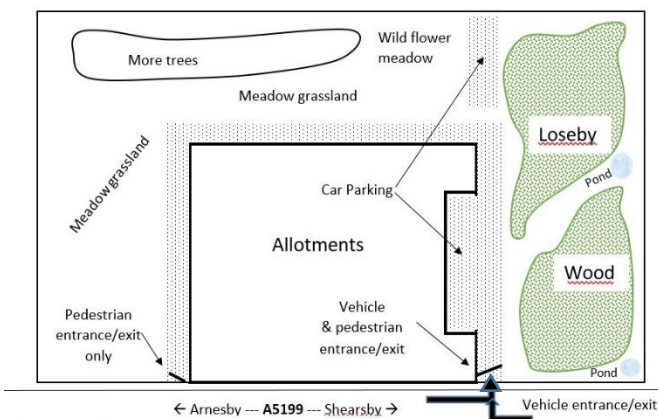 More trees
Wild flower
meadow
Meadow grassland
Meadow grassland
Loseby
Pond
Car Parking
Allotments
Wood
Pond
Pedestrian
entrance/exit
only
Vehicle
& pedestrian
entrance/exit
← Arnesby --- A5199 --- Shearsby →
Vehicle entrance/exit